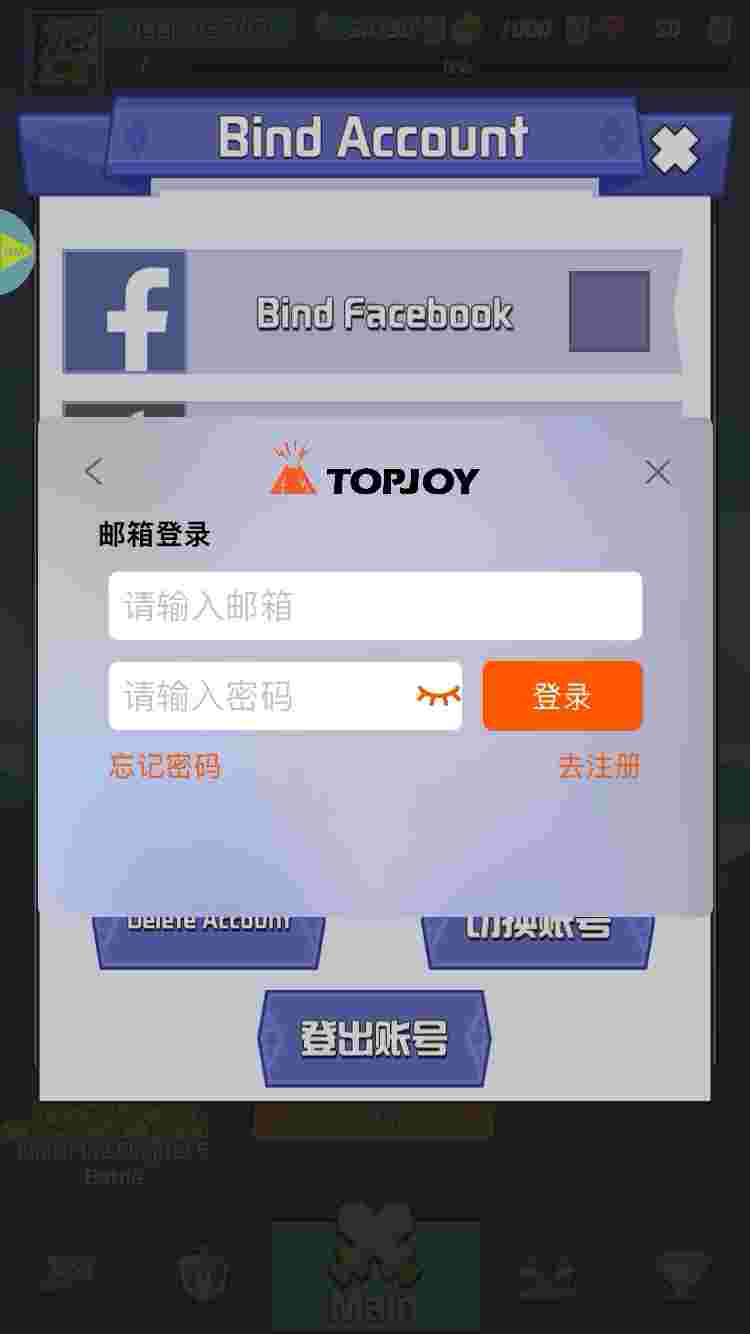 Bind Account
Bind Facebook
TOPJOY
邮箱登录
请输入邮箱
请输入密码
登录
忘记密码
去注册
Delete Account
切换账号
登出账号
Battle
Main